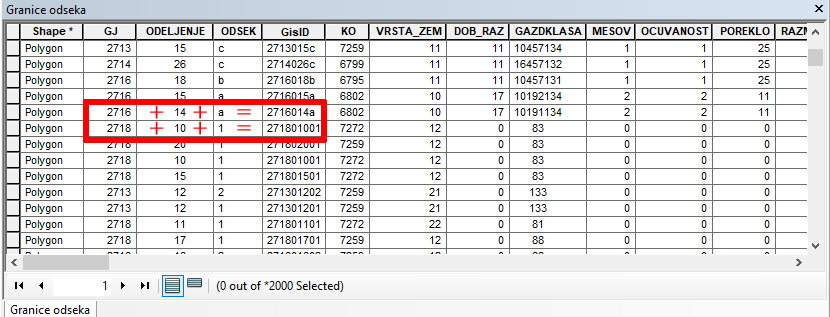 Granice odseka
Shape * GJ ODELJENJE ODSEK GisID KO VRSTA_ZEM DOB_RAZ GAZDKLASA MESOV OCUVANOST POREKLO RAZM
Polygon 2713 15 c 2713015c 7259 11 11 10457134 1 1 25
Polygon 2714 26 c 2714026c 6799 11 11 16457132 1 1 25
Polygon 2716 18 b 2716018b 6795 11 11 10457131 1 1 25
Polygon 2716 15 a 2716015a 6802 10 17 10192134 2 2 11
Polygon 2716 + 14 + a = 2716014a 6802 10 17 10191134 2 2 11
Polygon 2718 + 10 + 1 = 271801001 7272 12 0 83 0 0 0
Polygon 2718 20 1 271802001 7259 12 0 83 0 0 0
Polygon 2718 10 1 271801001 7272 12 0 83 0 0 0
Polygon 2718 15 1 271801501 7259 12 0 83 0 0 0
Polygon 2713 12 2 271301202 7259 21 0 133 0 0 0
Polygon 2713 12 1 271301201 7259 21 0 133 0 0 0
Polygon 2718 11 1 271801101 7272 22 0 81 0 0 0
Polygon 2718 17 1 271801701 7259 12 0 88 0 0 0
1 (0 out of *2000 Selected)
Granice odseka